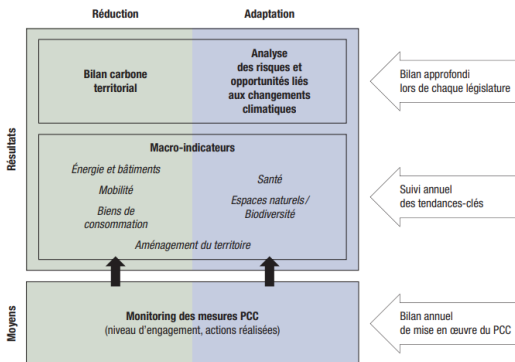 Réduction
Adaptation
Résultats
Bilan carbone
territorial
Analyse
des risques et
opportunités liés
aux changements
climatiques
Bilan approfondi
lors de chaque législature
Macro-indicateurs
Énergie et bâtiments
Mobilité
Biens de
consommation
Santé
Espaces naturels/
Biodiversité
Aménagement du territoire
Suivi annuel
des tendances-clés
Moyens
Monitoring des mesures PCC
(niveau d'engagement, actions réalisées)
Bilan annuel
de mise en œuvre du PCC